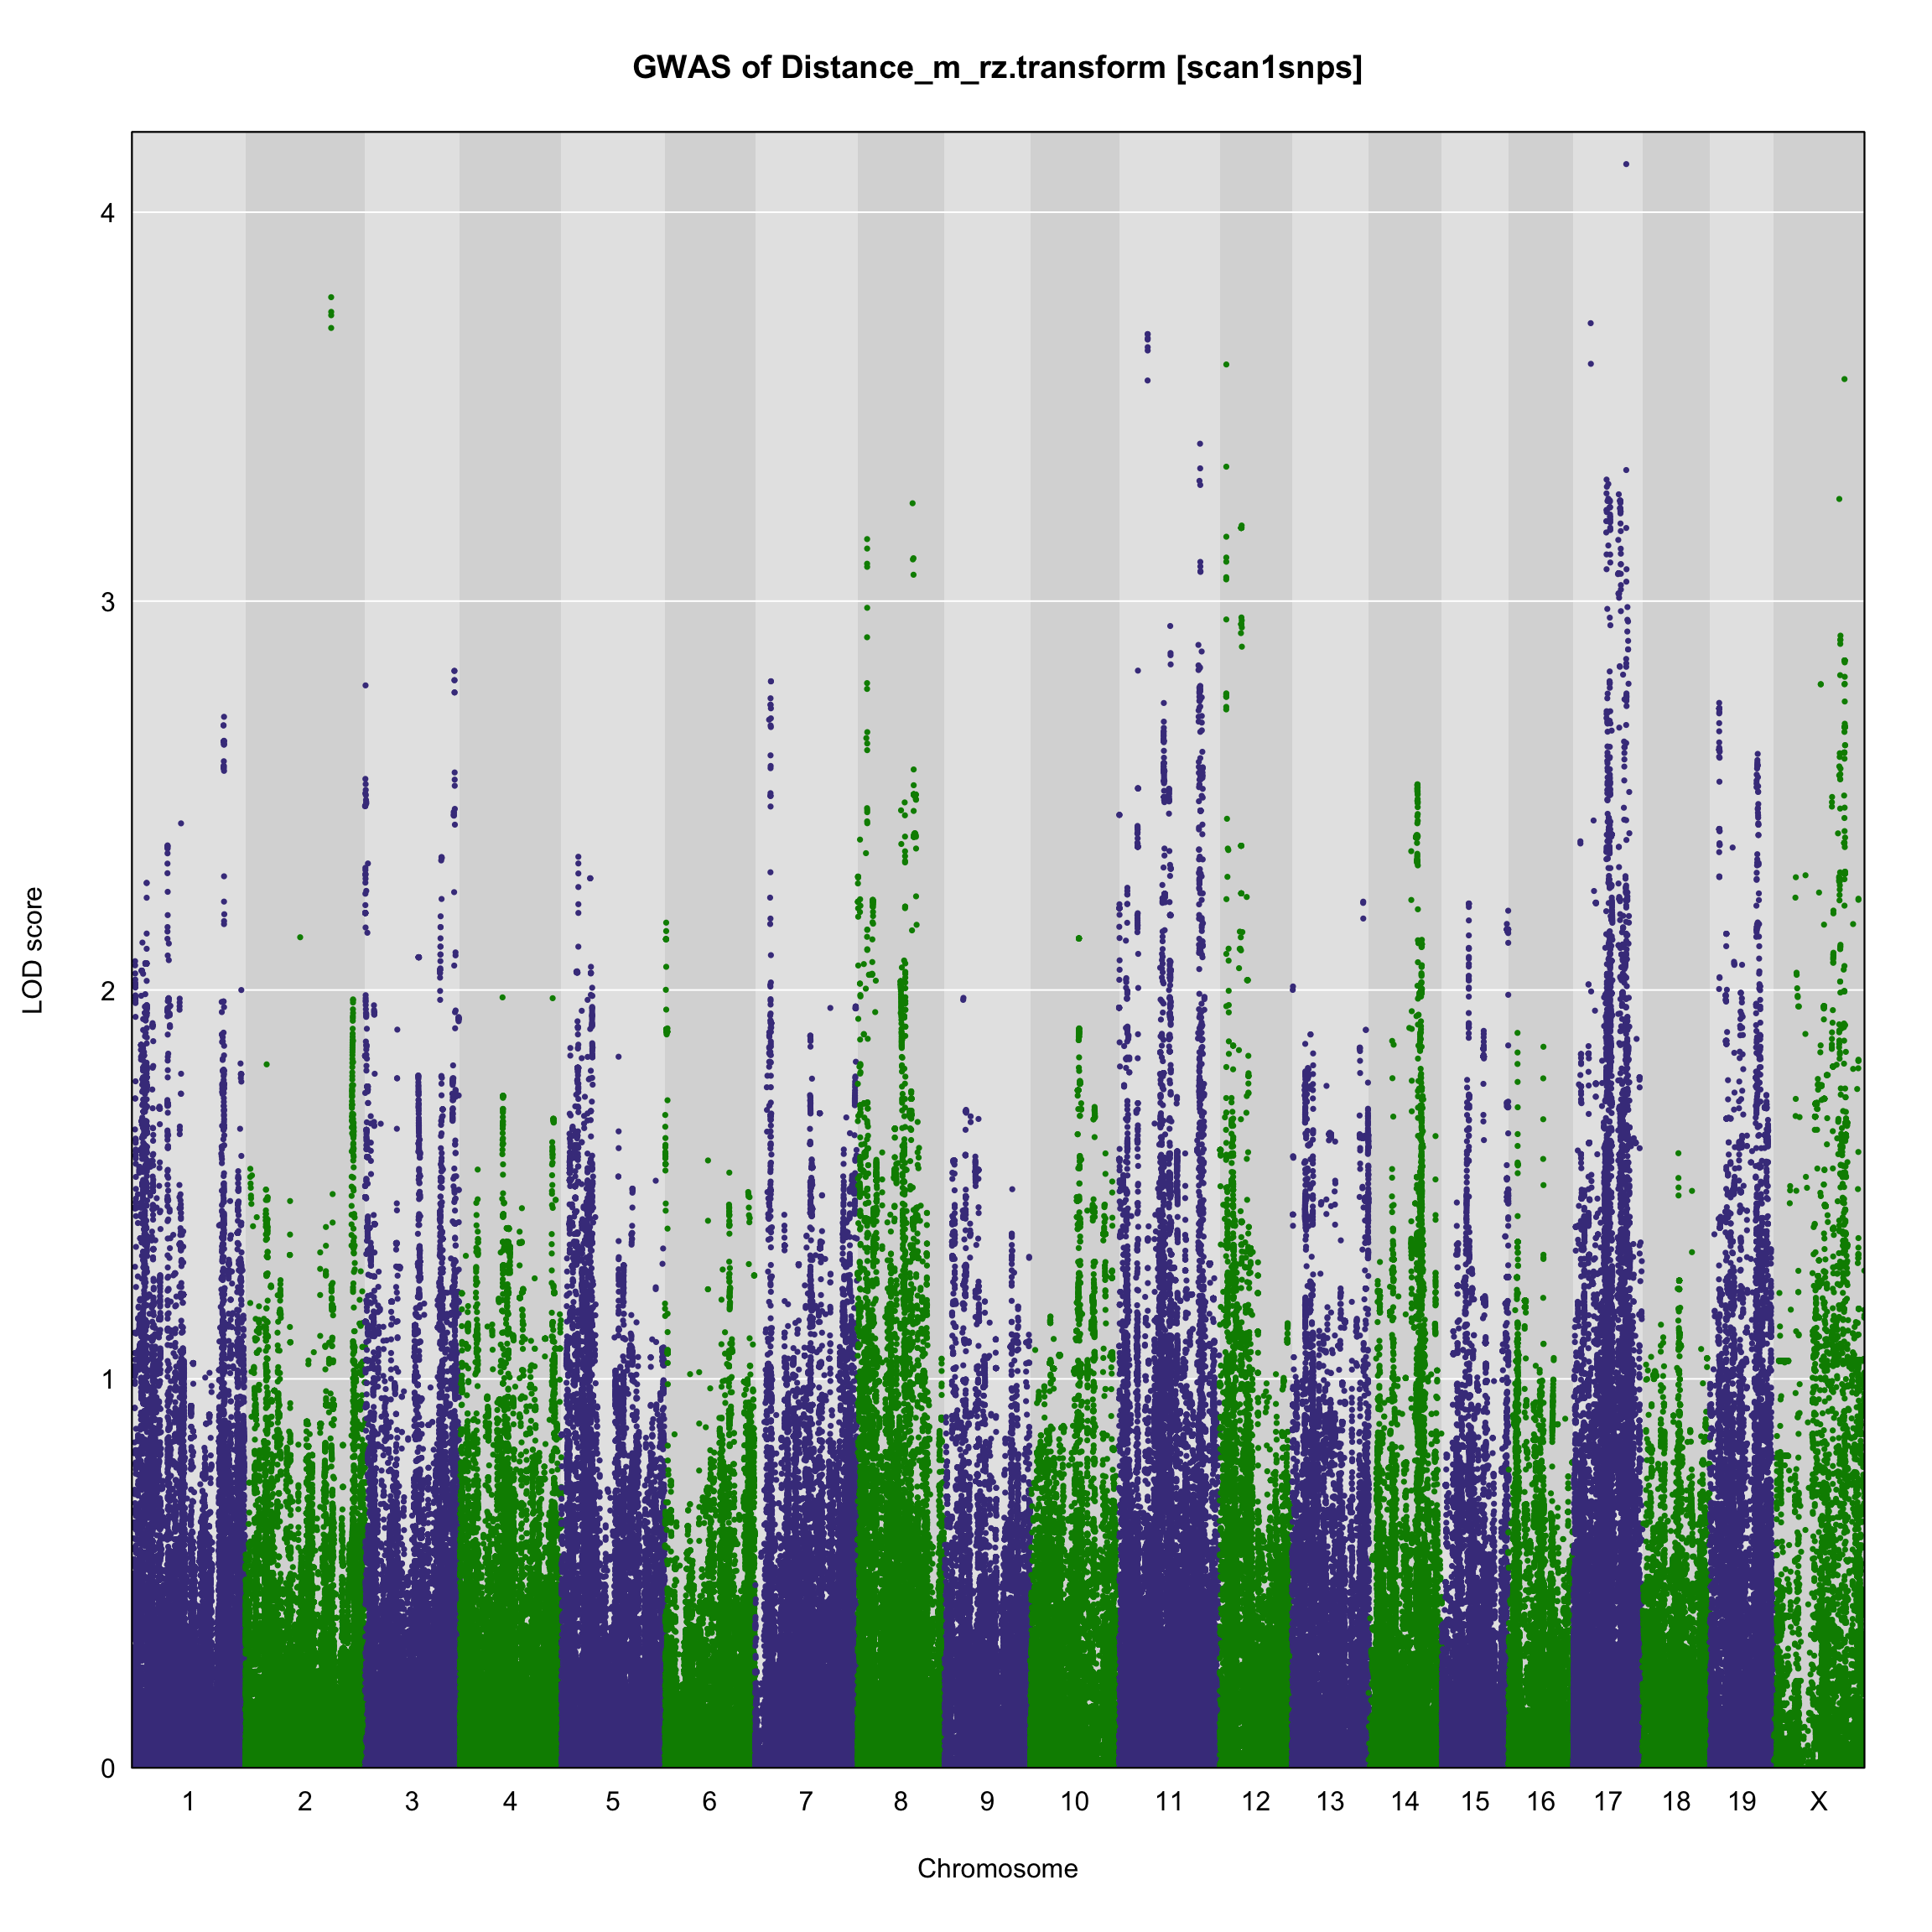 GWAS of Distance_m_rz.transform [scan1snps]
4
3
2
1
0
LOD score
1 2 3 4 5 6 7 8 9 10 11 12 13 14 15 16 17 18 19 X
Chromosome